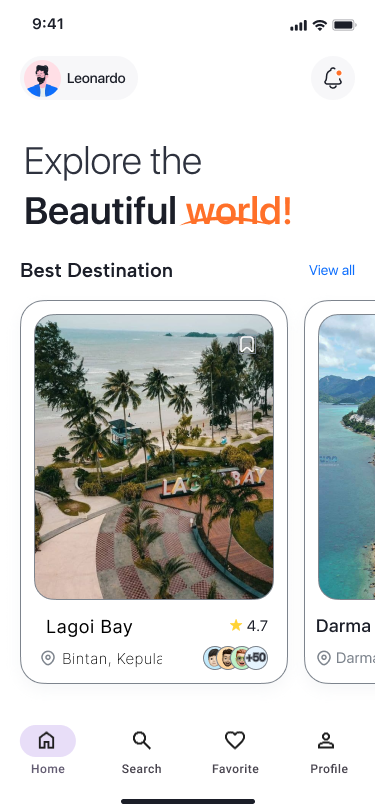 9:41
Leonardo
Explore the
Beautiful world!
Best Destination
View all
LAGOI BAY
Lagoi Bay
4.7
Darma
Bintan, Kepula
+50
Darma
Home
Search
Favorite
Profile